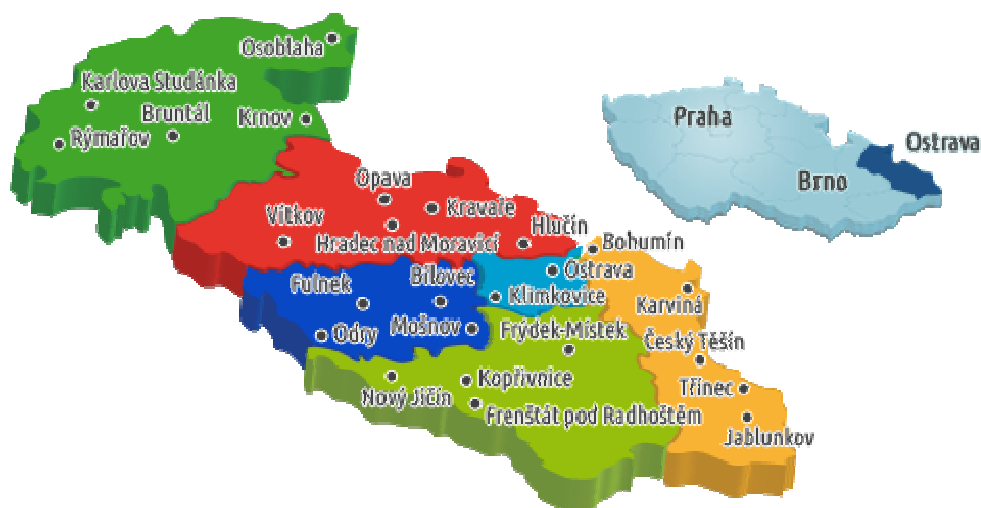 Osoblaha
Karlova Studánka
Bruntál
Krnov
Rýmařov
Praha
Ostrava
Brno
Opava
Kravaře
Vítkov
Hradec nad Moravicí
Hlučín
Bohumín
Ostrava
Bílovec
Fulnek
Klimkovice
Karviná
Odry
Mošnov
Frýdek-Místek
Český Těšín
Kopřivnice
Třinec
Nový Jičín
Frenštát pod Radhoštěm
Jablunkov